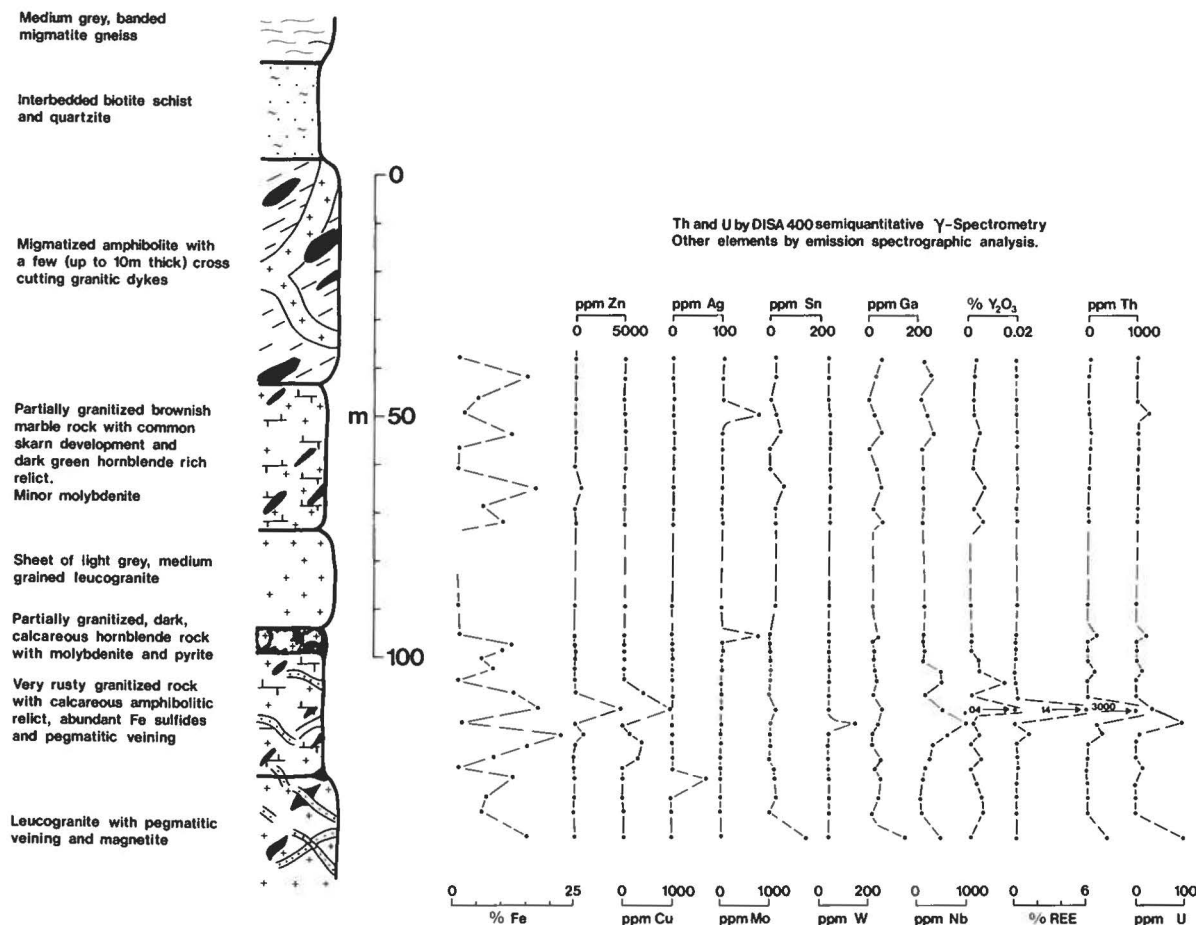 Medium grey, banded
migmatite gneiss
Interbedded biotite schist
and quartzite
Migmatized amphibolite with
a few (up to 10m thick) cross
cutting granitic dykes
Partially granitized brownish
marble rock with common
skarn development and
dark green hornblende rich
relict.
Minor molybdenite
Sheet of light grey, medium
grained leucogranite
Partially granitized, dark,
calcareous hornblende rock
with molybdenite and pyrite
Very rusty granitized rock
with calcareous amphibolitic
relict, abundant Fe sulfides
and pegmatitic veining
Leucogranite with pegmatitic
veining and magnetite
0
m 50
100
Th and U by DISA 400 semiquantitative γ-Spectrometry
Other elements by emission spectrographic analysis.
ppm Zn ppm Ag ppm Sn ppm Ga % Y₂O₃ ppm Th
0 5000 0 100 0 200 0 200 0 0.02 0 1000
04 14 3000
0 25 0 1000 0 1000 0 200 0 1000 0 6 0 100
% Fe ppm Cu ppm Mo ppm W ppm Nb % REE ppm U